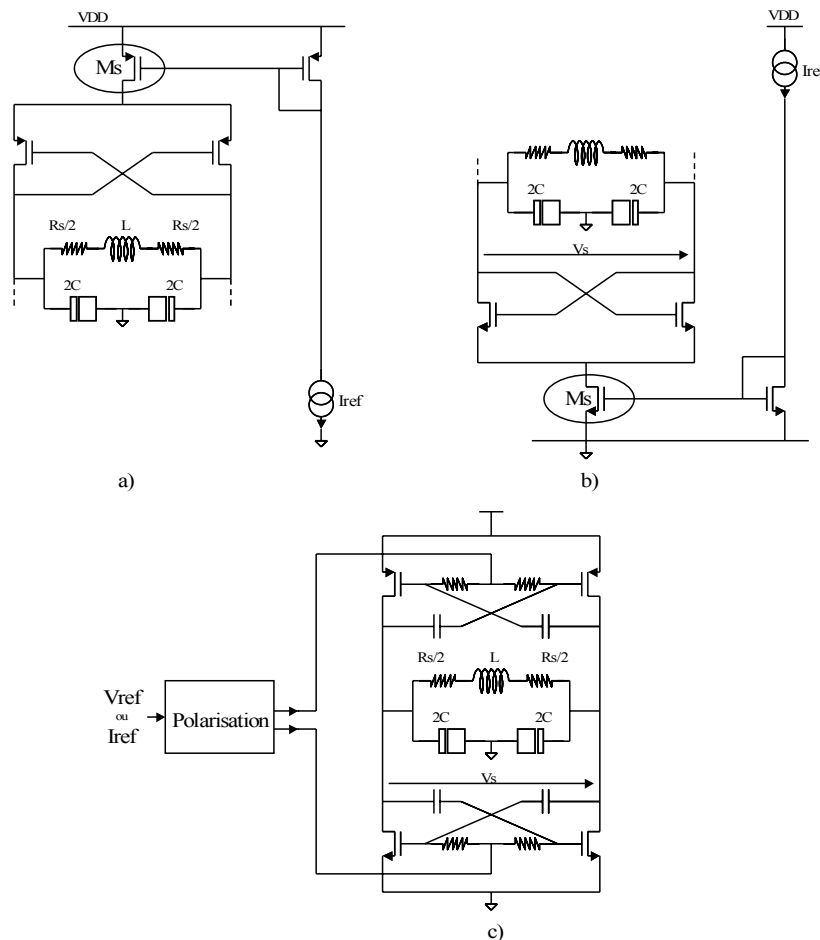 VDD
Ms
Rs/2 L Rs/2
2C 2C
Iref
a)
VDD
Ire
2C 2C
Vs
Ms
b)
Rs/2 L Rs/2
2C 2C
Vref
ou
Iref
Polarisation
Vs
c)